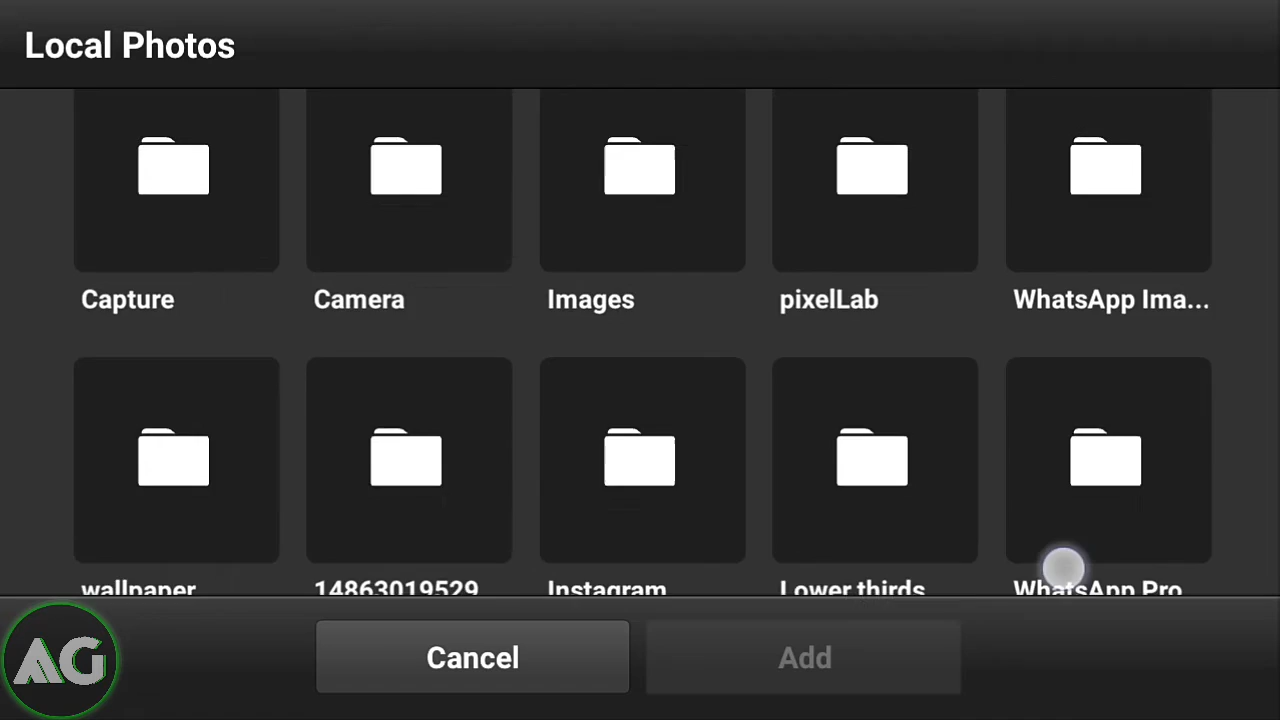 Local Photos
Capture
Camera
Images
pixelLab
WhatsApp Ima...
wallpaper
14863019529
Instagram
Lower thirds
WhatsApp Pro
Cancel
Add
AG